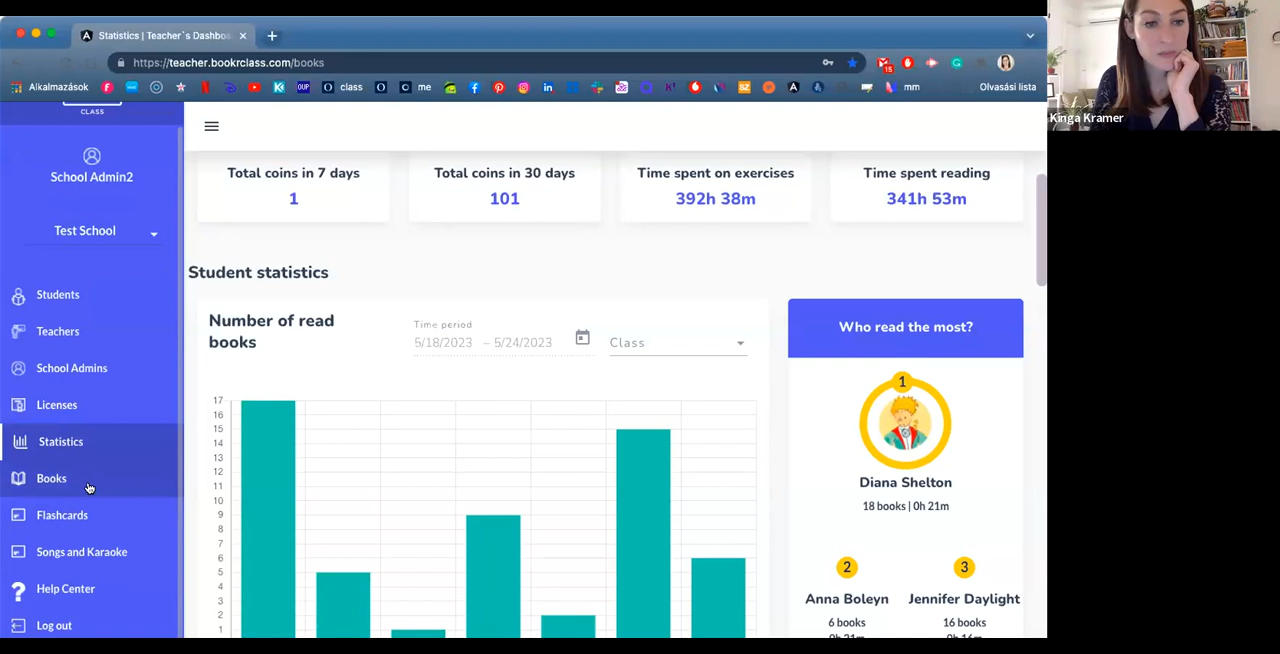 Statistics | Teacher`s Dashbo
https://teacher.bookrclass.com/books
15
Alkalmazások
OUP
class
me
SZ
mm
Olvasási lista
Kinga Kramer
CLASS
School Admin2
Test School
Students
Teachers
School Admins
Licenses
Statistics
Books
Flashcards
Songs and Karaoke
Help Center
Log out
Total coins in 7 days
1
Total coins in 30 days
101
Time spent on exercises
392h 38m
Time spent reading
341h 53m
Student statistics
Number of read
books
Time period
5/18/2023 – 5/24/2023
Class
17
16
15
14
13
12
11
10
9
8
7
6
5
4
3
2
1
Who read the most?
1
Diana Shelton
18 books | 0h 21m
2
Anna Boleyn
6 books
3
Jennifer Daylight
16 books